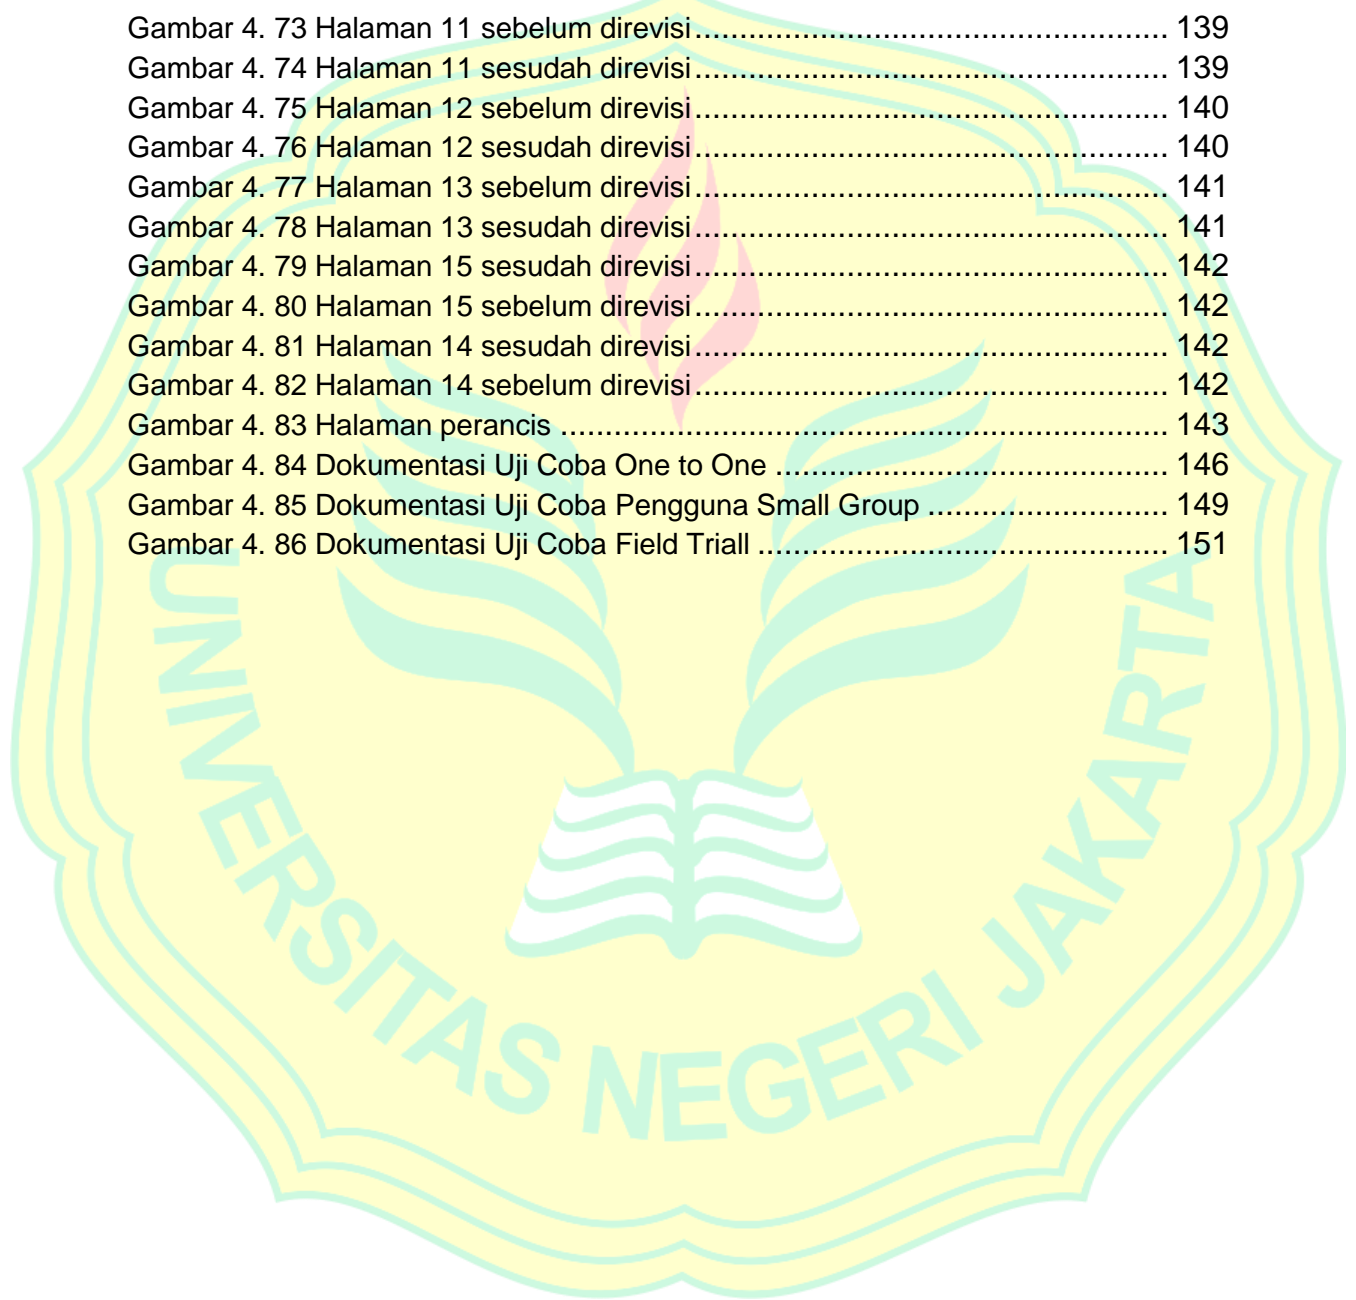 Gambar 4. 73 Halaman 11 sebelum direvisi........................................................ 139
Gambar 4. 74 Halaman 11 sesudah direvisi........................................................ 139
Gambar 4. 75 Halaman 12 sebelum direvisi........................................................ 140
Gambar 4. 76 Halaman 12 sesudah direvisi........................................................ 140
Gambar 4. 77 Halaman 13 sebelum direvisi........................................................ 141
Gambar 4. 78 Halaman 13 sesudah direvisi........................................................ 141
Gambar 4. 79 Halaman 15 sesudah direvisi........................................................ 142
Gambar 4. 80 Halaman 15 sebelum direvisi........................................................ 142
Gambar 4. 81 Halaman 14 sesudah direvisi........................................................ 142
Gambar 4. 82 Halaman 14 sebelum direvisi........................................................ 142
Gambar 4. 83 Halaman perancis ........................................................................ 143
Gambar 4. 84 Dokumentasi Uji Coba One to One .............................................. 146
Gambar 4. 85 Dokumentasi Uji Coba Pengguna Small Group ............................ 149
Gambar 4. 86 Dokumentasi Uji Coba Field Triall ................................................ 151
UNIVERSITAS NEGERI JAKARTA